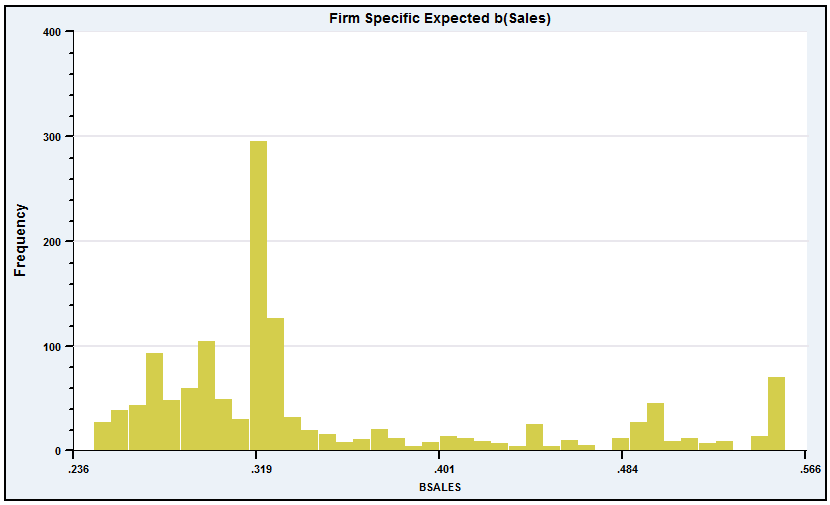 Firm Specific Expected b(Sales)
400
300
200
100
0
Frequency
.236 .319 .401 .484 .566
BSALES